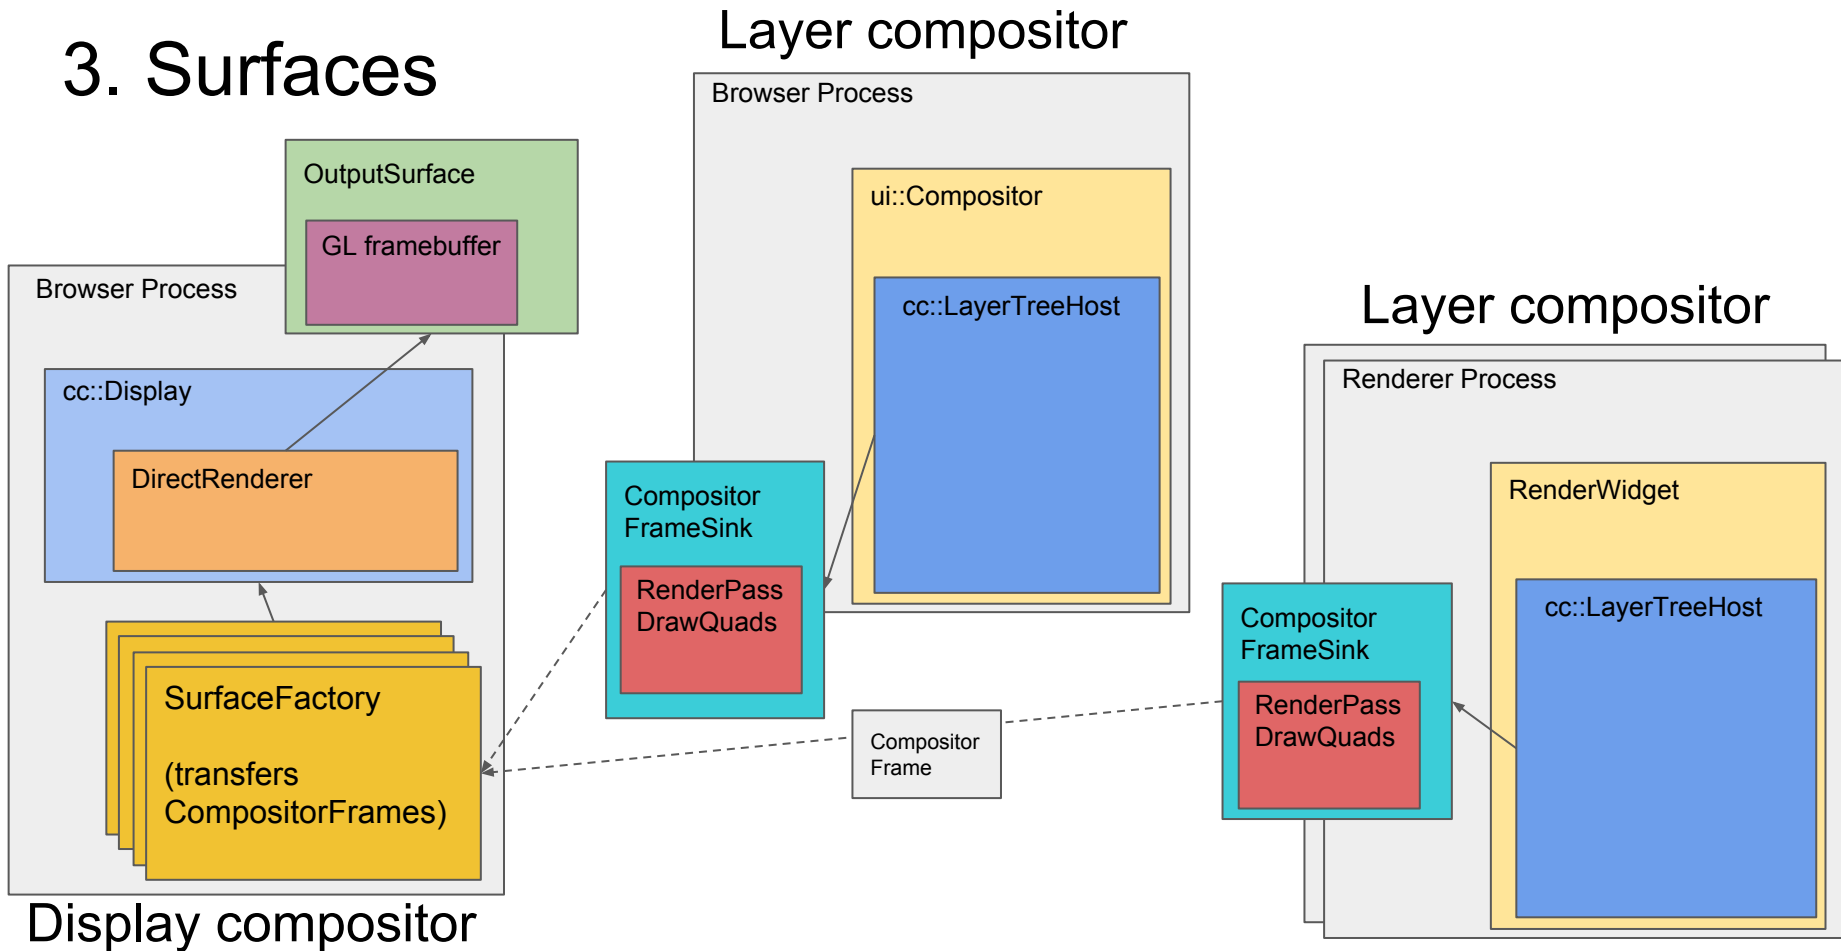 3. Surfaces
Layer compositor
Browser Process
ui::Compositor
cc::LayerTreeHost
Compositor
FrameSink
RenderPass
DrawQuads
OutputSurface
GL framebuffer
Browser Process
cc::Display
DirectRenderer
SurfaceFactory
(transfers
CompositorFrames)
Display compositor
Compositor
Frame
Layer compositor
Renderer Process
RenderWidget
cc::LayerTreeHost
Compositor
FrameSink
RenderPass
DrawQuads